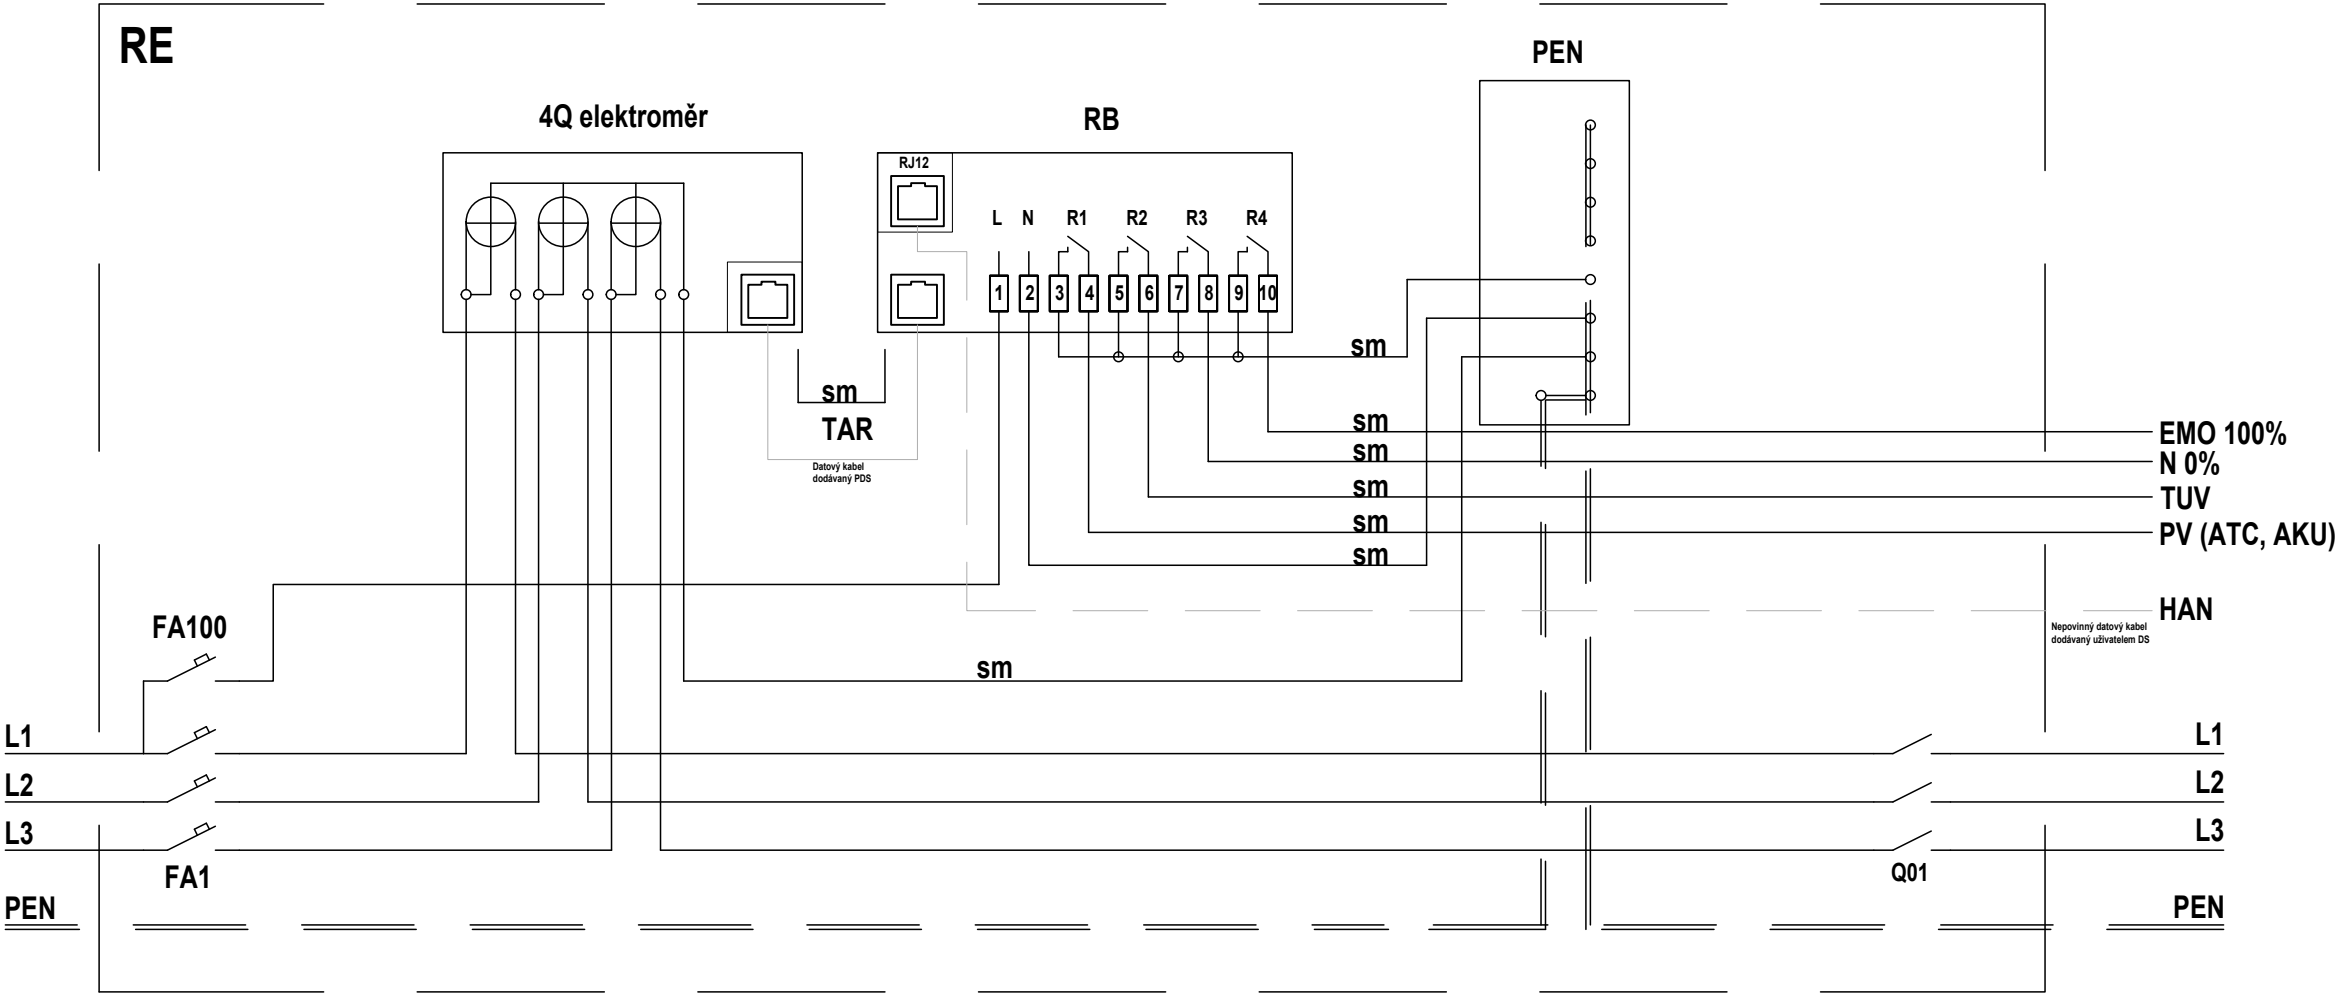 RE
PEN
4Q elektroměr
RB
RJ12
L N R1 R2 R3 R4
1 2 3 4 5 6 7 8 9 10
sm
sm
TAR
Datový kabel
dodávaný PDS
sm
EMO 100%
sm
N 0%
sm
TUV
sm
PV (ATC, AKU)
sm
HAN
Nepovinný datový kabel
dodávaný uživatelem DS
FA100
sm
L1
L1
L2
L2
L3
L3
FA1
Q01
PEN
PEN